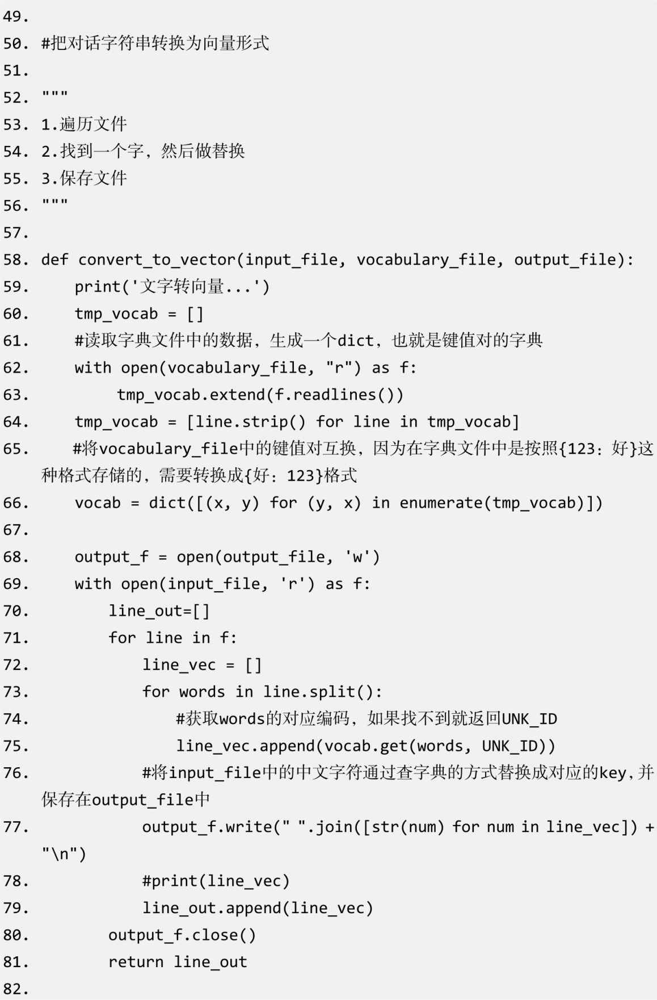 49.
50. #把对话字符串转换为向量形式
51.
52. """
53. 1.遍历文件
54. 2.找到一个字，然后做替换
55. 3.保存文件
56. """
57.
58. def convert_to_vector(input_file, vocabulary_file, output_file):
59.     print('文字转向量...')
60.     tmp_vocab = []
61.     #读取字典文件中的数据，生成一个dict，也就是键值对的字典
62.     with open(vocabulary_file, "r") as f:
63.          tmp_vocab.extend(f.readlines())
64.     tmp_vocab = [line.strip() for line in tmp_vocab]
65.     #将vocabulary_file中的键值对互换，因为在字典文件中是按照{123：好}这
种格式存储的，需要转换成{好：123}格式
66.     vocab = dict([(x, y) for (y, x) in enumerate(tmp_vocab)])
67.
68.     output_f = open(output_file, 'w')
69.     with open(input_file, 'r') as f:
70.         line_out=[]
71.         for line in f:
72.             line_vec = []
73.             for words in line.split():
74.                 #获取words的对应编码，如果找不到就返回UNK_ID
75.                 line_vec.append(vocab.get(words, UNK_ID))
76.             #将input_file中的中文字符通过查字典的方式替换成对应的key,并
保存在output_file中
77.             output_f.write(" ".join([str(num) for num in line_vec]) +
"\n")
78.             #print(line_vec)
79.             line_out.append(line_vec)
80.         output_f.close()
81.         return line_out
82.